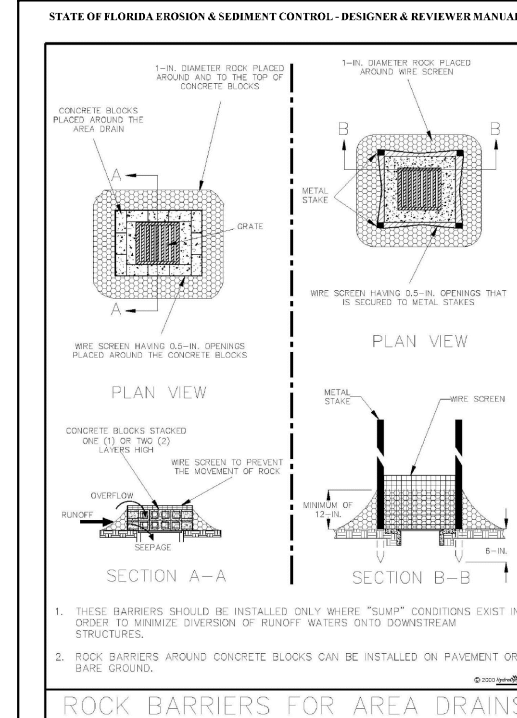 STATE OF FLORIDA EROSION & SEDIMENT CONTROL - DESIGNER & REVIEWER MANUAL
1-IN. DIAMETER ROCK PLACED
AROUND AND TO THE TOP OF
CONCRETE BLOCKS
CONCRETE BLOCKS
PLACED AROUND THE
AREA DRAIN
A
GRATE
A
WIRE SCREEN HAVING 0.5-IN. OPENINGS
PLACED AROUND THE CONCRETE BLOCKS
PLAN VIEW
CONCRETE BLOCKS STACKED
ONE (1) OR TWO (2)
LAYERS HIGH
WIRE SCREEN TO PREVENT
THE MOVEMENT OF ROCK
OVERFLOW
RUNOFF
SEEPAGE
SECTION A-A
1-IN. DIAMETER ROCK PLACED
AROUND WIRE SCREEN
B B
METAL
STAKE
WIRE SCREEN HAVING 0.5-IN. OPENINGS THAT
IS SECURED TO METAL STAKES
PLAN VIEW
METAL
STAKE
WIRE SCREEN
MINIMUM OF
12-IN.
6-IN.
SECTION B-B
1. THESE BARRIERS SHOULD BE INSTALLED ONLY WHERE "SUMP" CONDITIONS EXIST IN
ORDER TO MINIMIZE DIVERSION OF RUNOFF WATERS ONTO DOWNSTREAM
STRUCTURES.
2. ROCK BARRIERS AROUND CONCRETE BLOCKS CAN BE INSTALLED ON PAVEMENT OR
BARE GROUND.
© 2000
ROCK BARRIERS FOR AREA DRAINS